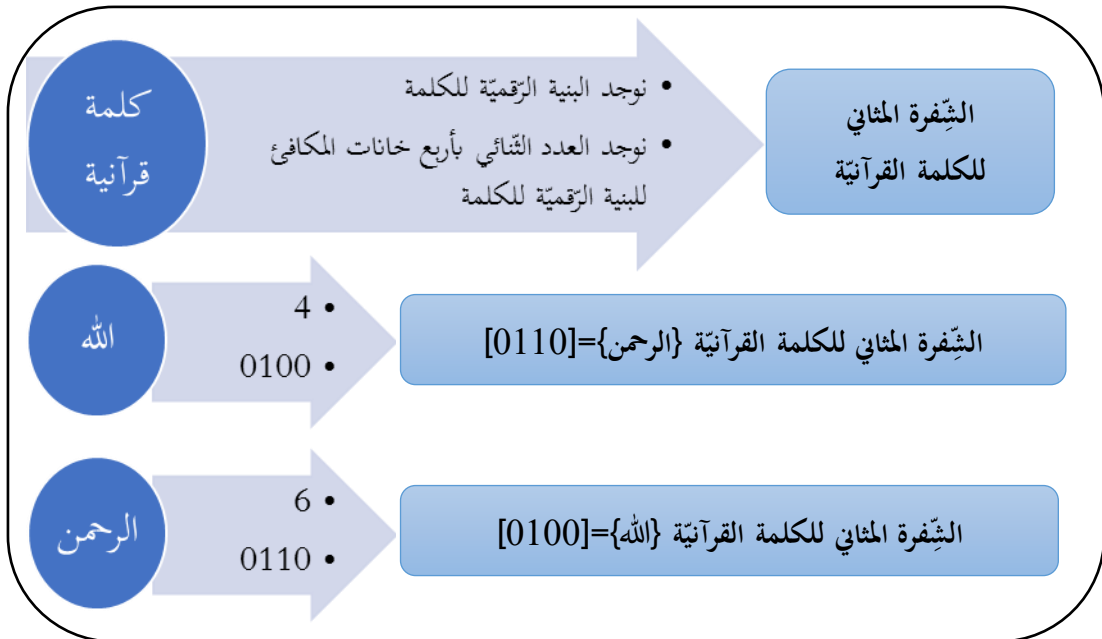 كلمة
قرآنية
• نوجد البنية الرّقميّة للكلمة
• نوجد العدد الثّنائي بأربع خانات المكافئ
للبنية الرّقميّة للكلمة
الشِّفرة المثاني
للكلمة القرآنيّة
الله
• 4
• 0100
الشِّفرة المثاني للكلمة القرآنيّة {الرحمن}=[0110]
الرحمن
• 6
• 0110
الشِّفرة المثاني للكلمة القرآنيّة {الله}=[0100]